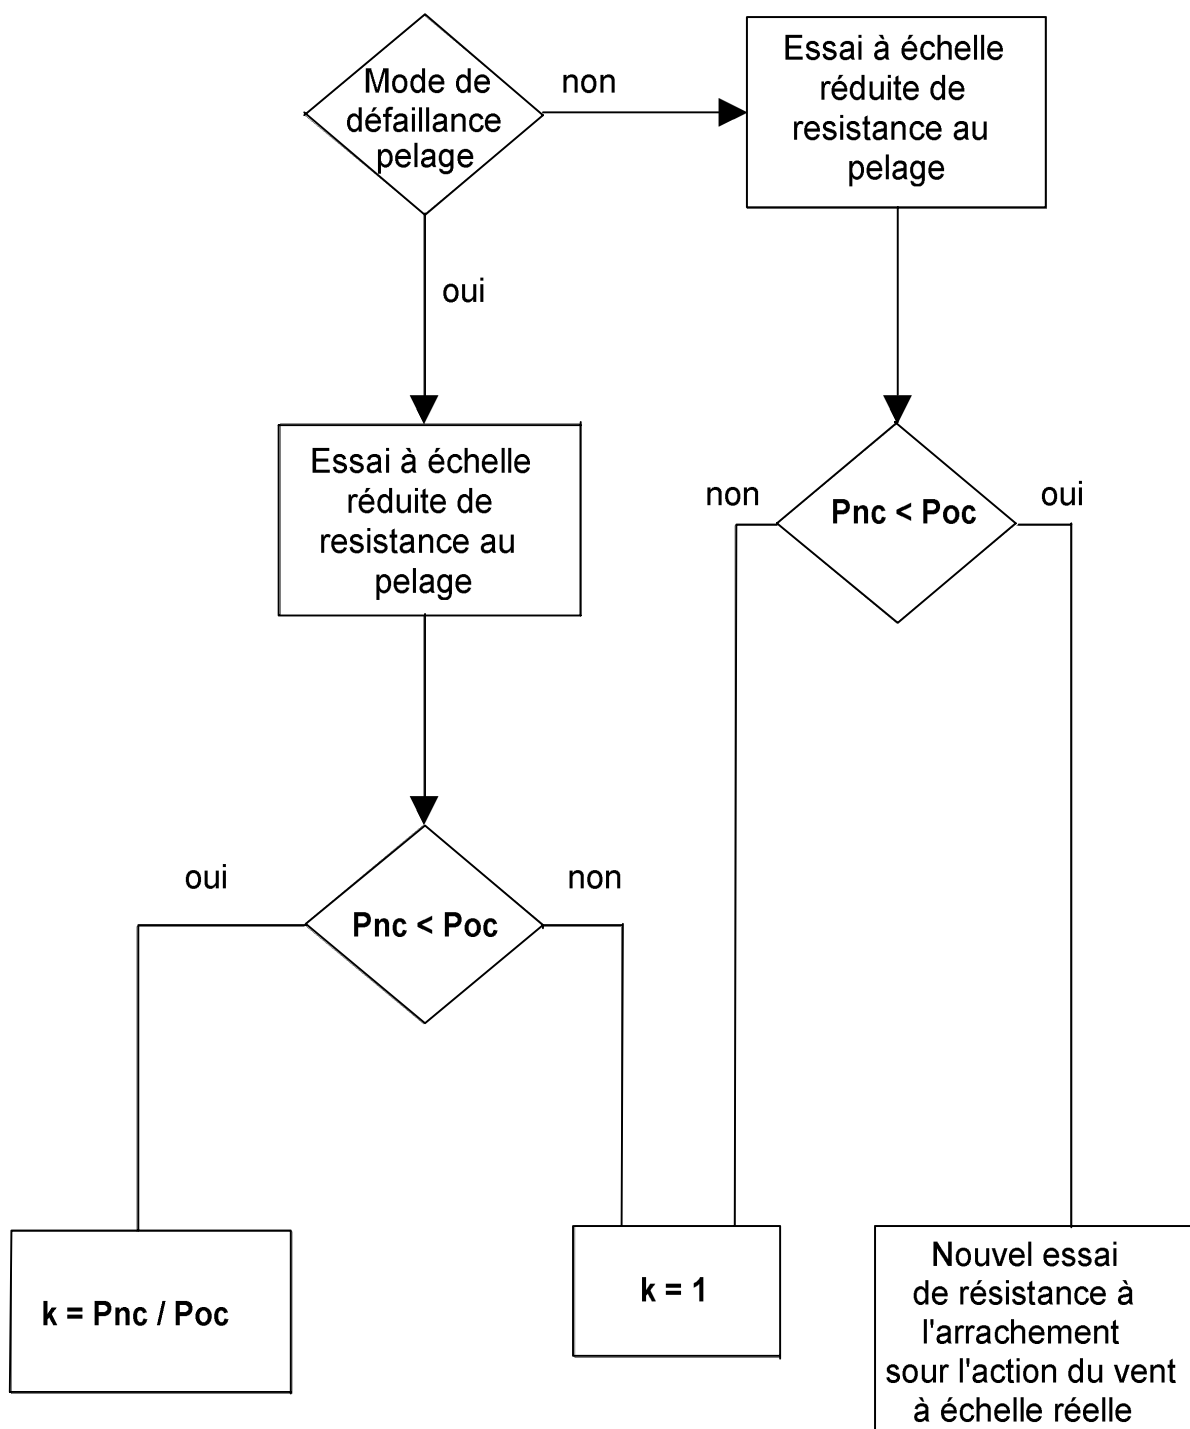 Mode de
défaillance
pelage
non
Essai à échelle
réduite de
resistance au
pelage
oui
Essai à échelle
réduite de
resistance au
pelage
non
Pnc < Poc
oui
oui
Pnc < Poc
non
k = Pnc / Poc
k = 1
Nouvel essai
de résistance à
l'arrachement
sour l'action du vent
à échelle réelle